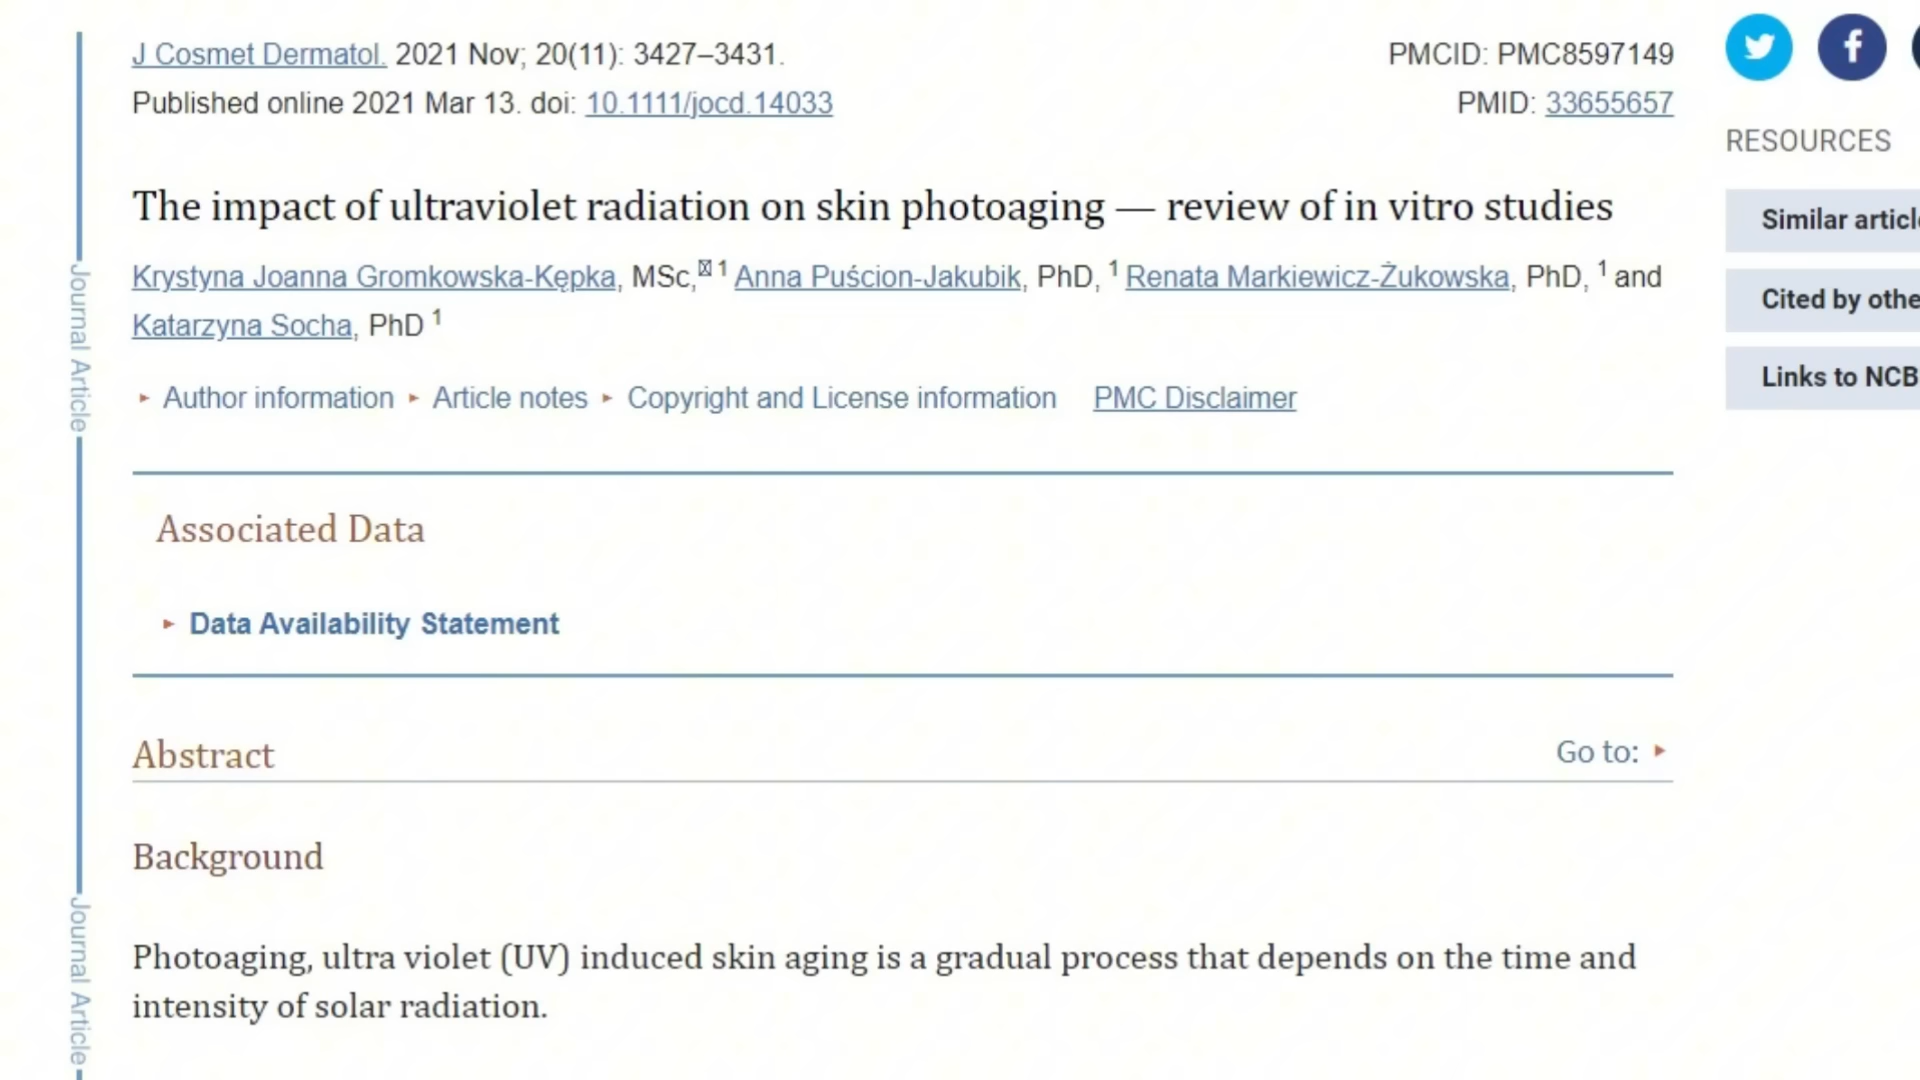 J Cosmet Dermatol. 2021 Nov; 20(11): 3427–3431.
PMCID: PMC8597149
Published online 2021 Mar 13. doi: 10.1111/jocd.14033
PMID: 33655657
The impact of ultraviolet radiation on skin photoaging — review of in vitro studies
Krystyna Joanna Gromkowska-Kępka, MSc, 1 Anna Puścion-Jakubik, PhD, 1 Renata Markiewicz-Żukowska, PhD, 1 and
Katarzyna Socha, PhD 1
Author information Article notes Copyright and License information PMC Disclaimer
Associated Data
Data Availability Statement
Abstract
Go to:
Background
Photoaging, ultra violet (UV) induced skin aging is a gradual process that depends on the time and
intensity of solar radiation.
Journal Article
Journal Article
RESOURCES
Similar articl
Cited by othe
Links to NCB